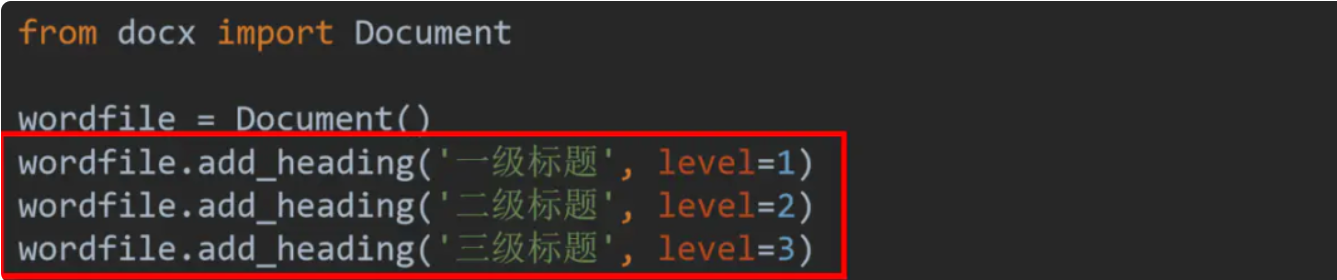 from docx import Document
wordfile = Document()
wordfile.add_heading('一级标题', level=1)
wordfile.add_heading('二级标题', level=2)
wordfile.add_heading('三级标题', level=3)